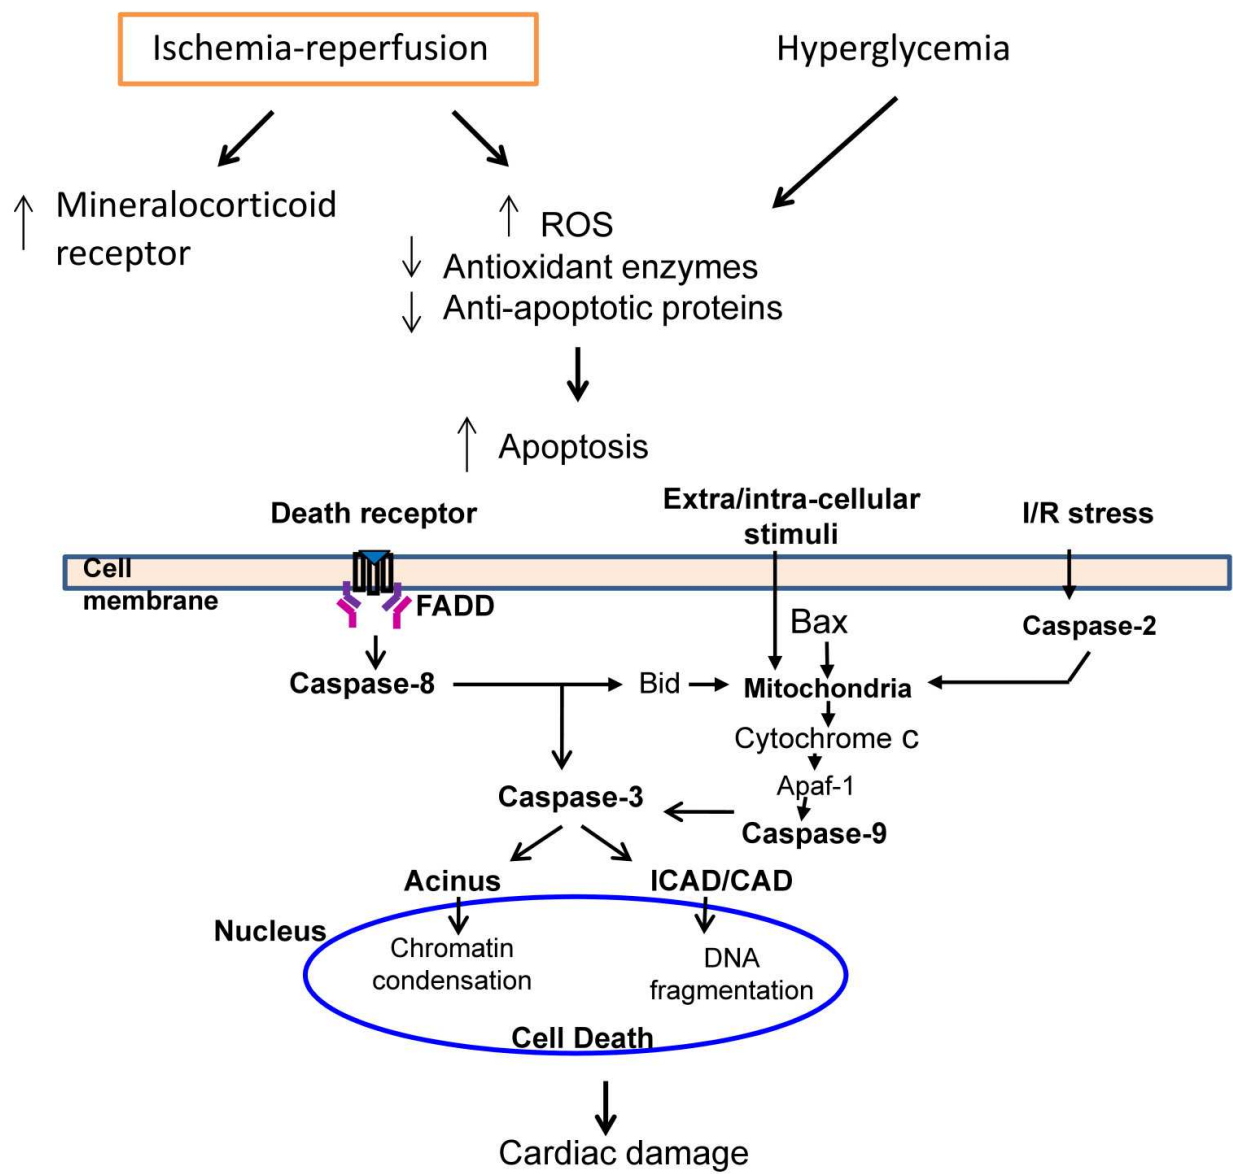 Ischemia-reperfusion
Hyperglycemia
Mineralocorticoid
receptor
ROS
Antioxidant enzymes
Anti-apoptotic proteins
Apoptosis
Death receptor
Extra/intra-cellular
stimuli
I/R stress
Cell
membrane
FADD
Bax
Caspase-2
Caspase-8
Bid
Mitochondria
Cytochrome c
Apaf-1
Caspase-3
Caspase-9
Acinus
ICAD/CAD
Nucleus
Chromatin
condensation
DNA
fragmentation
Cell Death
Cardiac damage